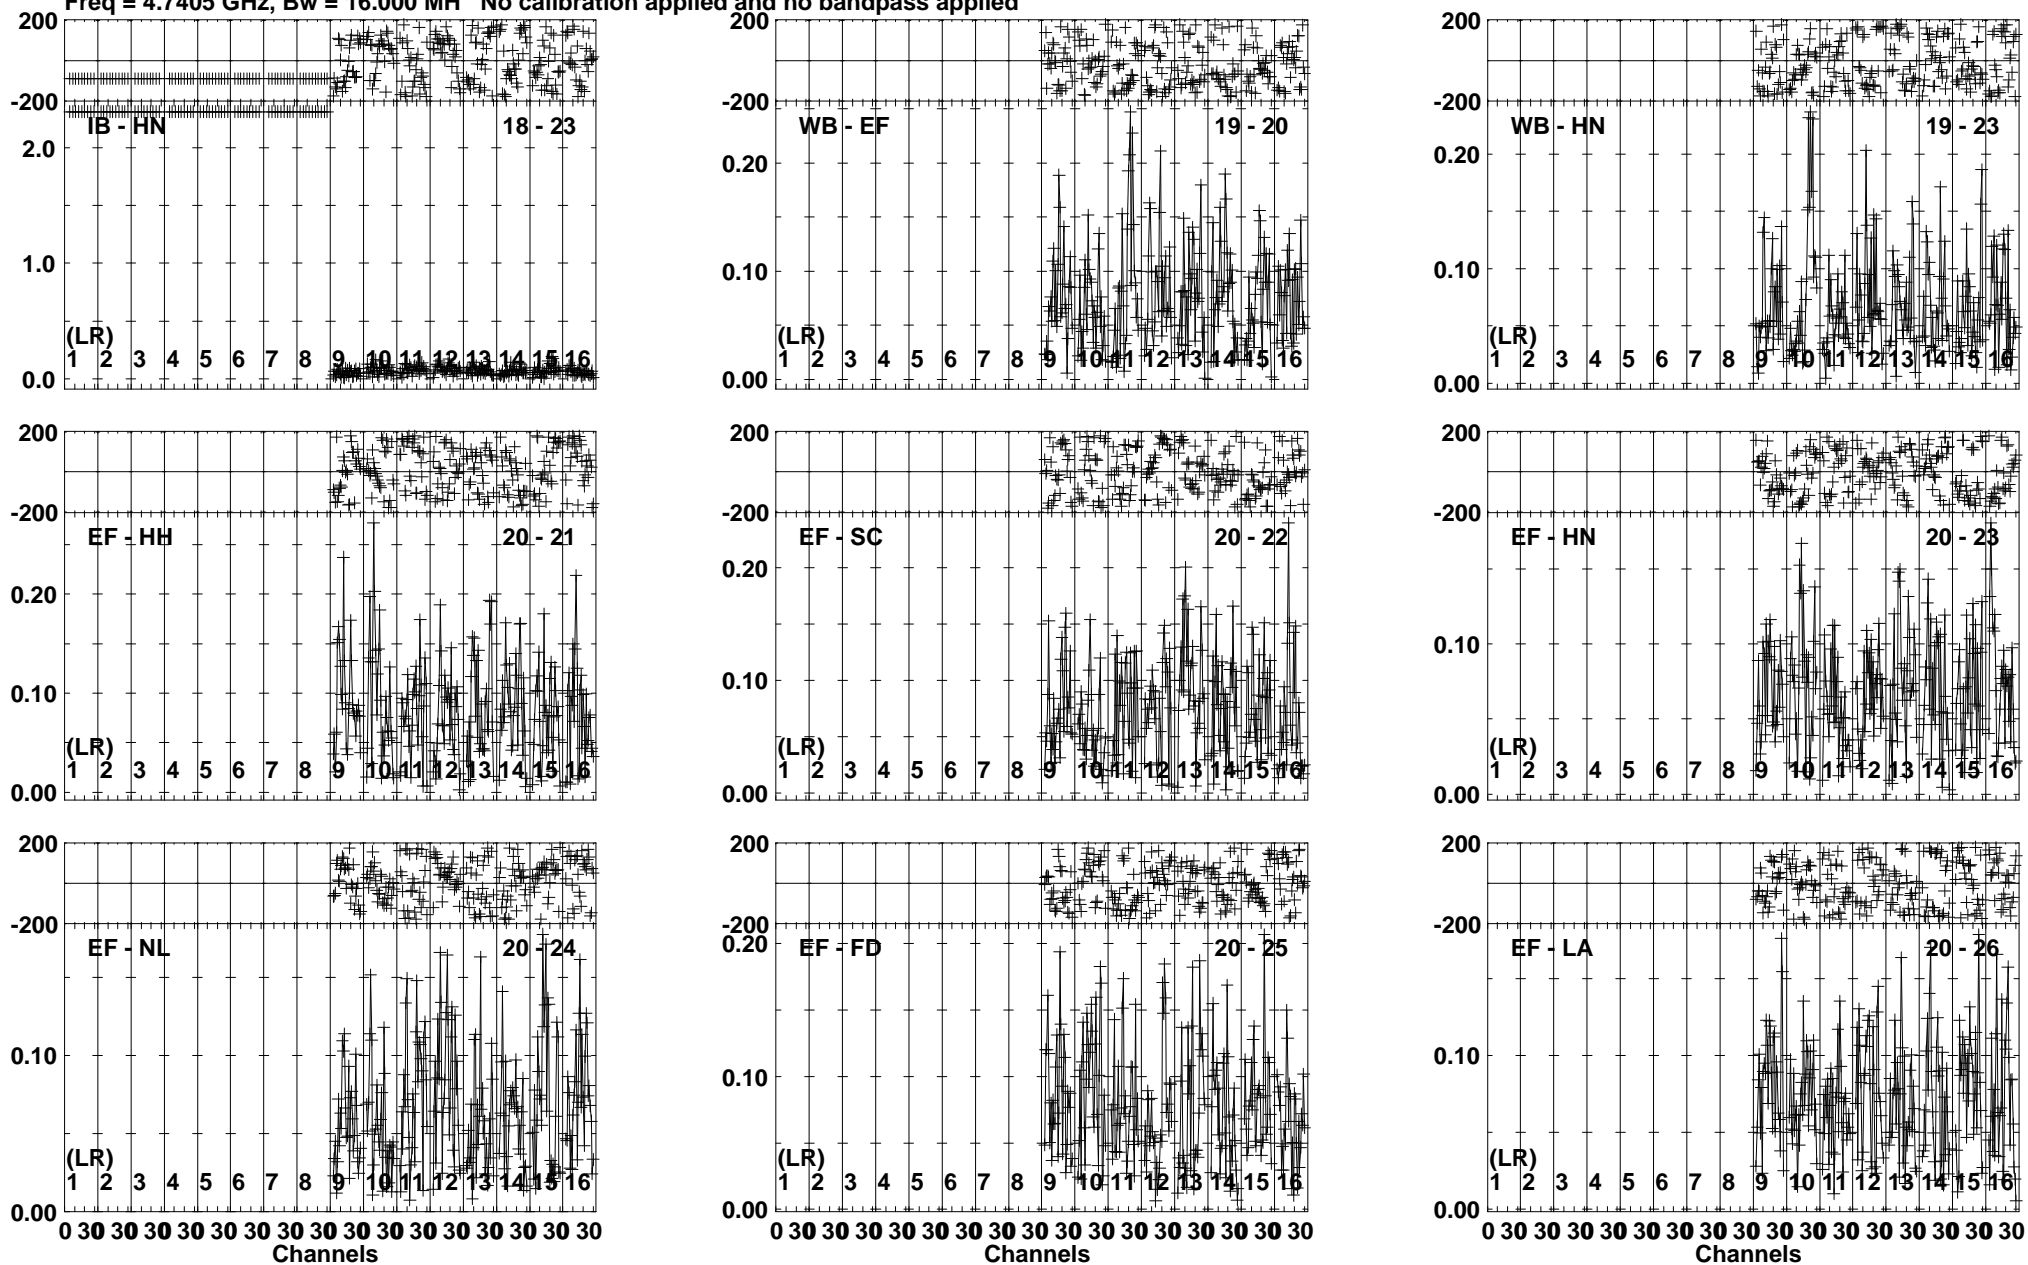 Freq = 4.7405 GHz, Bw = 16.000 MH No calibration applied and no bandpass applied
200
-200
IB - HN 18 - 23
2.0
1.0
(LR)
1 2 3 4 5 6 7 8 9 10 11 12 13 14 15 16
0.0
200
-200
WB - EF 19 - 20
0.20
0.10
(LR)
1 2 3 4 5 6 7 8 9 10 11 12 13 14 15 16
0.00
200
-200
WB - HN 19 - 23
0.20
0.10
(LR)
1 2 3 4 5 6 7 8 9 10 11 12 13 14 15 16
0.00
200
-200
EF - HH 20 - 21
0.20
0.10
(LR)
1 2 3 4 5 6 7 8 9 10 11 12 13 14 15 16
0.00
200
-200
EF - SC 20 - 22
0.20
0.10
(LR)
1 2 3 4 5 6 7 8 9 10 11 12 13 14 15 16
0.00
200
-200
EF - HN 20 - 23
0.10
(LR)
1 2 3 4 5 6 7 8 9 10 11 12 13 14 15 16
0.00
200
-200
EF - NL 20 - 24
0.10
(LR)
1 2 3 4 5 6 7 8 9 10 11 12 13 14 15 16
0.00
0 30 30 30 30 30 30 30 30 30 30 30 30 30 30 30 30
Channels
200
-200
EF - FD 20 - 25
0.20
0.10
(LR)
1 2 3 4 5 6 7 8 9 10 11 12 13 14 15 16
0.00
0 30 30 30 30 30 30 30 30 30 30 30 30 30 30 30 30
Channels
200
-200
EF - LA 20 - 26
0.10
(LR)
1 2 3 4 5 6 7 8 9 10 11 12 13 14 15 16
0.00
0 30 30 30 30 30 30 30 30 30 30 30 30 30 30 30 30
Channels